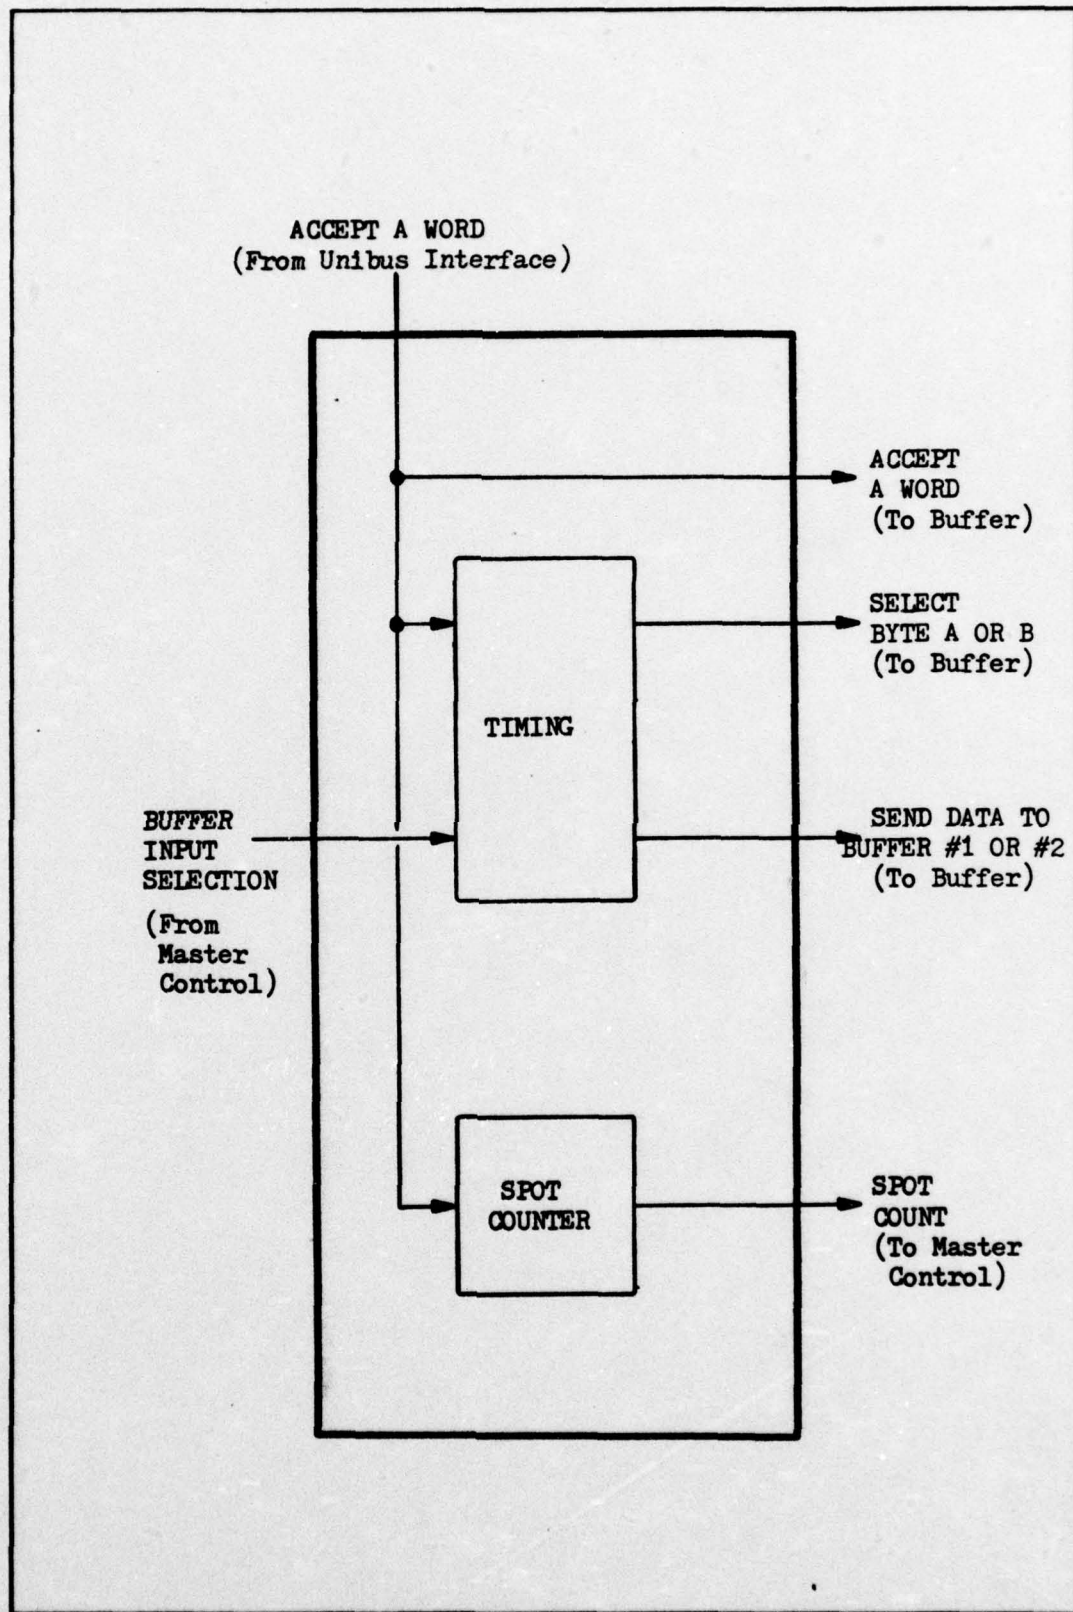 ACCEPT A WORD
(From Unibus Interface)
ACCEPT
A WORD
(To Buffer)
SELECT
BYTE A OR B
(To Buffer)
TIMING
BUFFER
INPUT
SELECTION
(From
Master
Control)
SEND DATA TO
BUFFER #1 OR #2
(To Buffer)
SPOT
COUNTER
SPOT
COUNT
(To Master
Control)